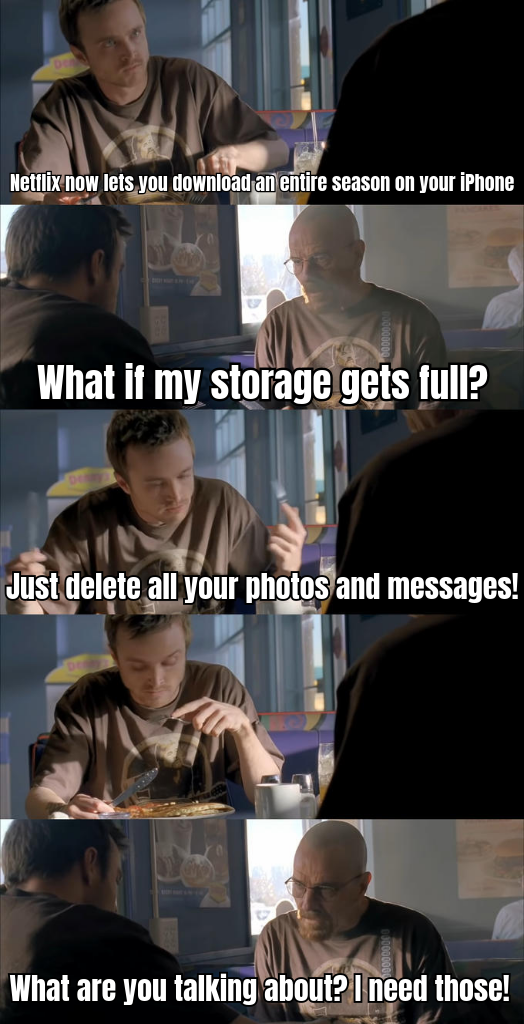 Netflix now lets you download an entire season on your iPhone
What if my storage gets full?
Just delete all your photos and messages!
What are you talking about? I need those!